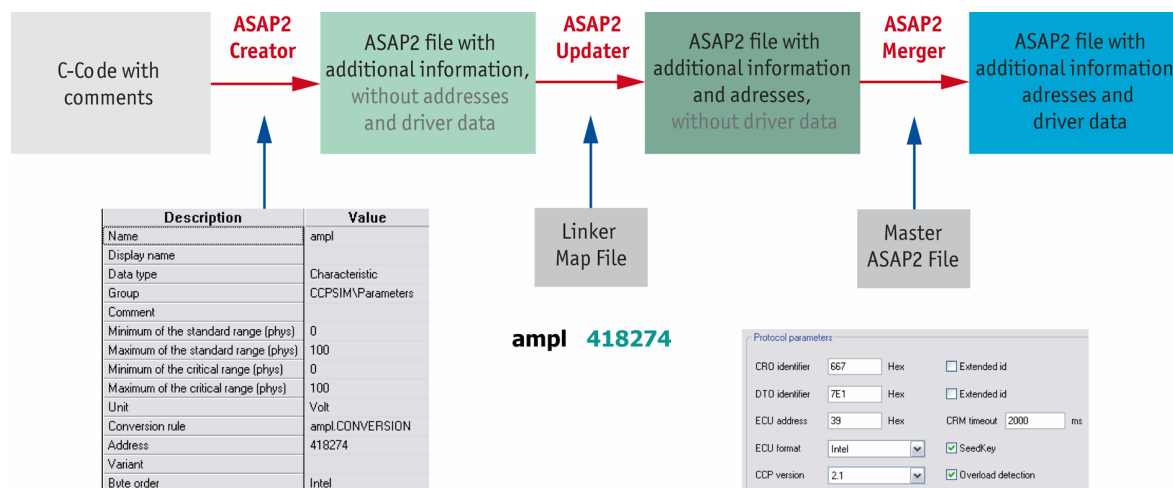 ASAP2
Creator
ASAP2
Updater
ASAP2
Merger
C-Code with
comments
ASAP2 file with
additional information,
without addresses
and driver data
ASAP2 file with
additional information
and adresses,
without driver data
ASAP2 file with
additional information
adresses and
driver data
Linker
Map File
Master
ASAP2 File
Description Value
Name ampl
Display name
Data type Characteristic
Group CCPSIM\Parameters
Comment
Minimum of the standard range (phys) 0
Maximum of the standard range (phys) 100
Minimum of the critical range (phys) 0
Maximum of the critical range (phys) 100
Unit Volt
Conversion rule ampl.CONVERSION
Address 418274
Variant
Byte order Intel
ampl 418274
Protocol parameters
CRO identifier 667 Hex Extended id
DTO identifier 7E1 Hex Extended id
ECU address 39 Hex CRM timeout 2000 ms
ECU format Intel SeedKey
CCP version 2.1 Overload detection